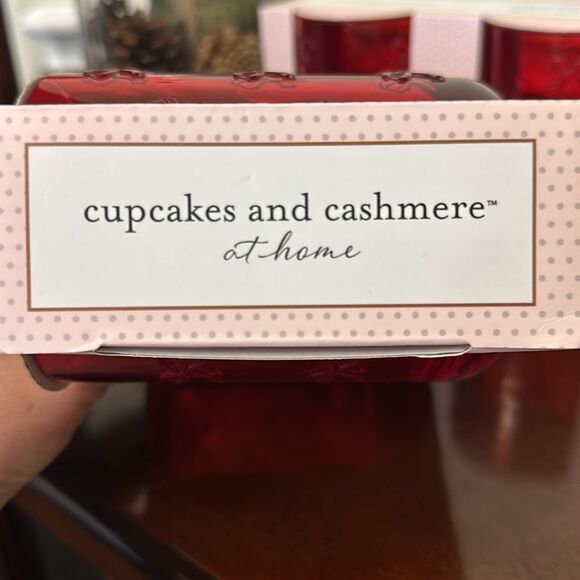 cupcakes and cashmere™
at home